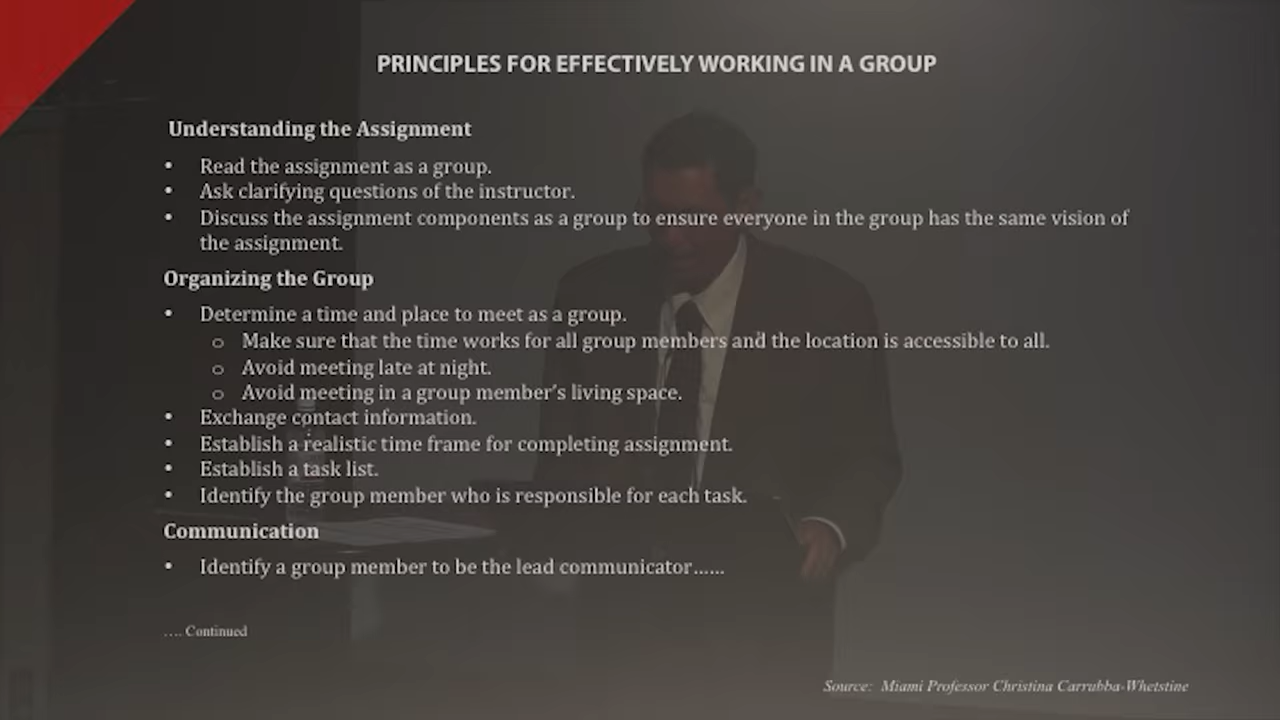 PRINCIPLES FOR EFFECTIVELY WORKING IN A GROUP
Understanding the Assignment
• Read the assignment as a group.
• Ask clarifying questions of the instructor.
• Discuss the assignment components as a group to ensure everyone in the group has the same vision of
the assignment.
Organizing the Group
• Determine a time and place to meet as a group.
o Make sure that the time works for all group members and the location is accessible to all.
o Avoid meeting late at night.
o Avoid meeting in a group member’s living space.
• Exchange contact information.
• Establish a realistic time frame for completing assignment.
• Establish a task list.
• Identify the group member who is responsible for each task.
Communication
• Identify a group member to be the lead communicator……
…. Continued
Source: Miami Professor Christina Carrubba-Whetstine